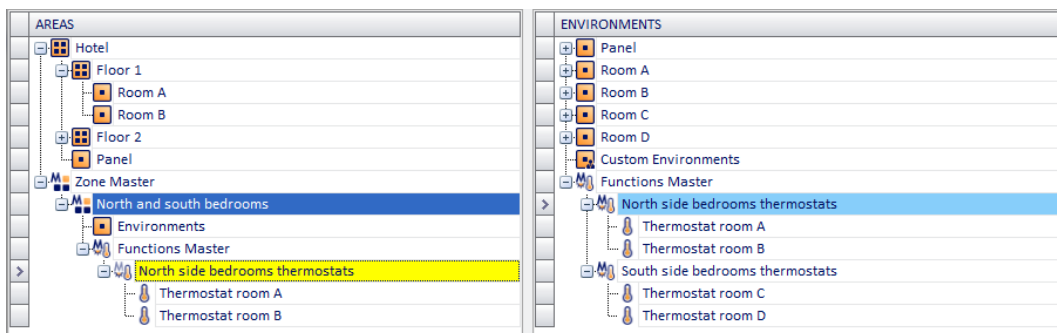 AREAS
Hotel
Floor 1
Room A
Room B
Floor 2
Panel
Zone Master
North and south bedrooms
Environments
Functions Master
North side bedrooms thermostats
Thermostat room A
Thermostat room B
ENVIRONMENTS
Panel
Room A
Room B
Room C
Room D
Custom Environments
Functions Master
North side bedrooms thermostats
Thermostat room A
Thermostat room B
South side bedrooms thermostats
Thermostat room C
Thermostat room D